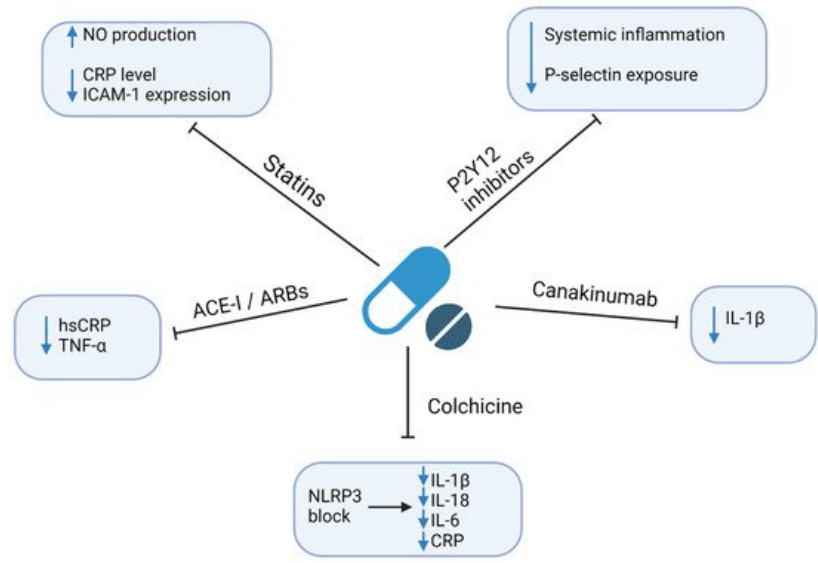 NO production
CRP level
ICAM-1 expression
Systemic inflammation
P-selectin exposure
Statins
P2Y12
inhibitors
ACE-I / ARBs
Canakinumab
hsCRP
TNF-α
IL-1β
Colchicine
NLRP3
block
IL-1β
IL-18
IL-6
CRP